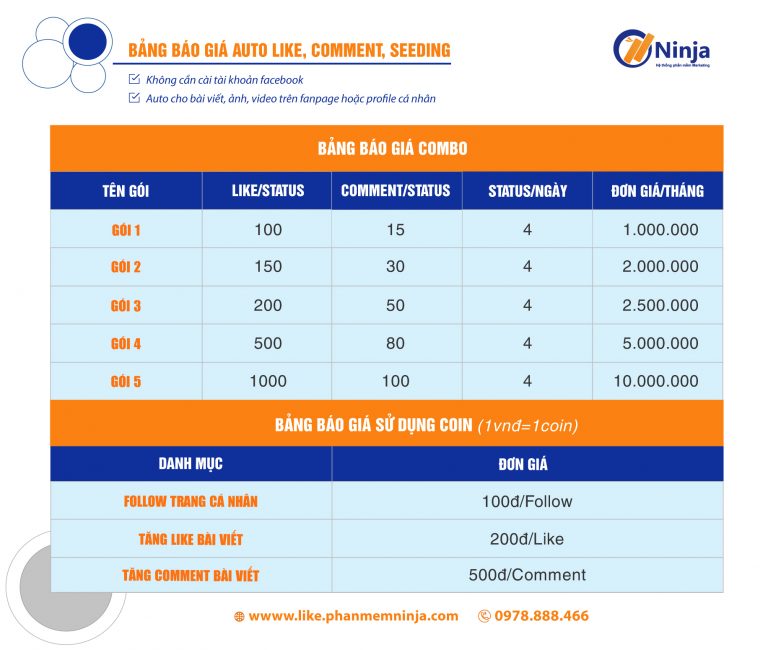 BẢNG BÁO GIÁ AUTO LIKE, COMMENT, SEEDING
Không cần cài tài khoản facebook
Auto cho bài viết, ảnh, video trên fanpage hoặc profile cá nhân
Ninja
Hệ thống phần mềm Marketing
BẢNG BÁO GIÁ COMBO
TÊN GÓI LIKE/STATUS COMMENT/STATUS STATUS/NGÀY ĐƠN GIÁ/THÁNG
GÓI 1 100 15 4 1.000.000
GÓI 2 150 30 4 2.000.000
GÓI 3 200 50 4 2.500.000
GÓI 4 500 80 4 5.000.000
GÓI 5 1000 100 4 10.000.000
BẢNG BÁO GIÁ SỬ DỤNG COIN (1vnđ=1coin)
DANH MỤC ĐƠN GIÁ
FOLLOW TRANG CÁ NHÂN 100đ/Follow
TĂNG LIKE BÀI VIẾT 200đ/Like
TĂNG COMMENT BÀI VIẾT 500đ/Comment
www.like.phanmemninja.com 0978.888.466